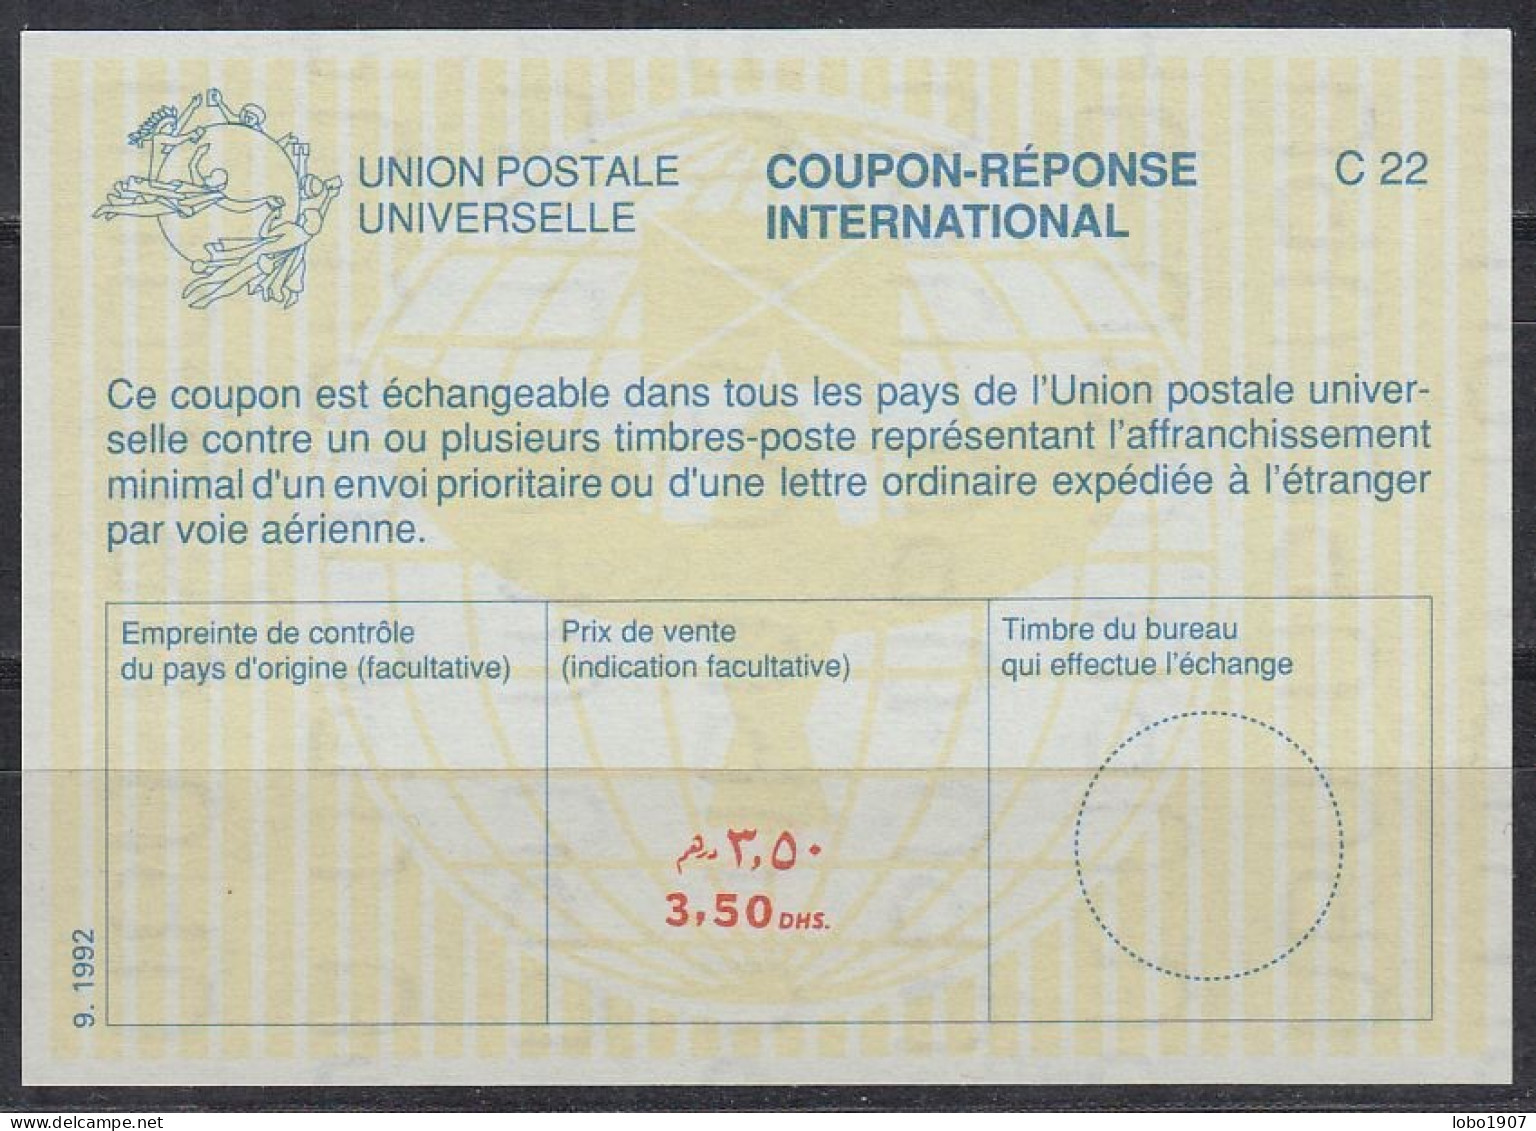 UNION POSTALE
UNIVERSELLE
COUPON-RÉPONSE
INTERNATIONAL
C 22
Ce coupon est échangeable dans tous les pays de l'Union postale univer-
selle contre un ou plusieurs timbres-poste représentant l'affranchissement
minimal d'un envoi prioritaire ou d'une lettre ordinaire expédiée à l'étranger
par voie aérienne.
Empreinte de contrôle
du pays d'origine (facultative)
Prix de vente
(indication facultative)
Timbre du bureau
qui effectue l'échange
٣,٥٠ درهم
3,50 DHS.
9. 1992
lobo1907